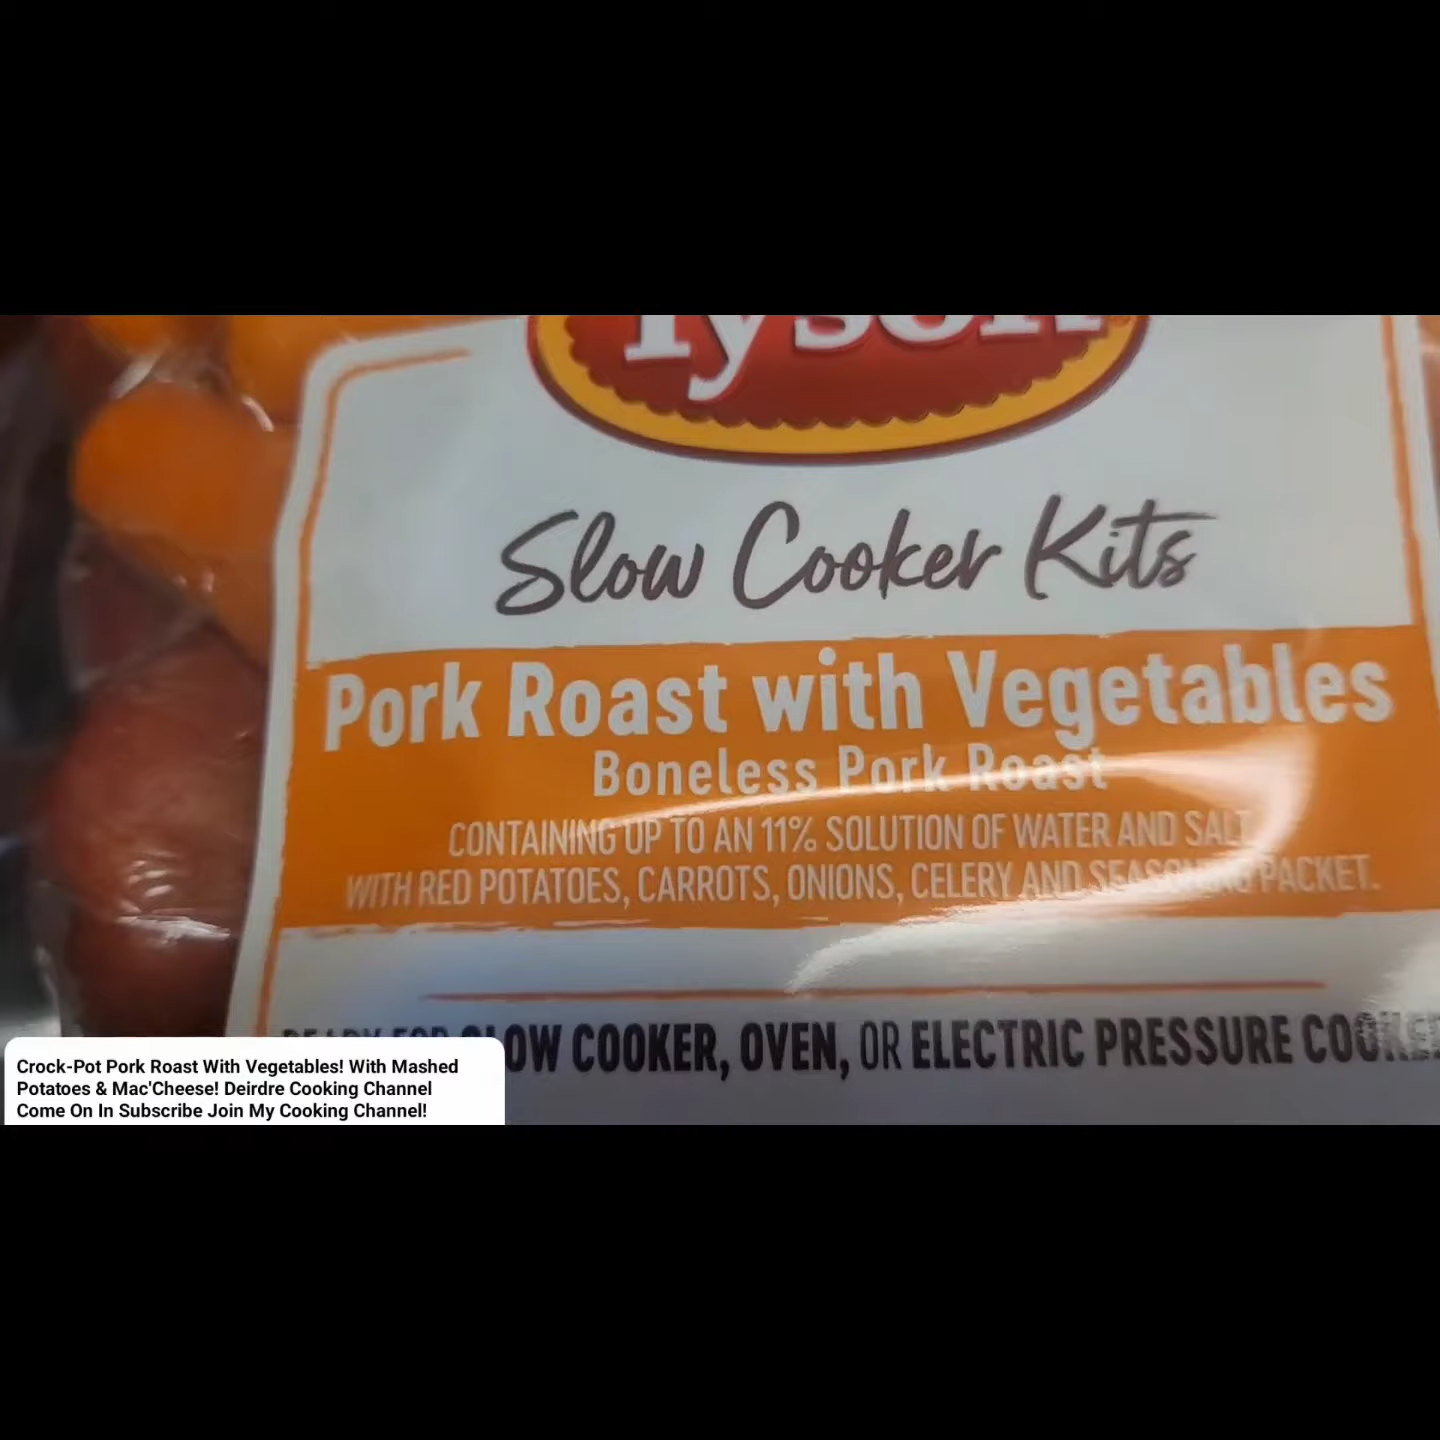 Tyson
Slow Cooker Kits
Pork Roast with Vegetables
Boneless Pork Roast
CONTAINING UP TO AN 11% SOLUTION OF WATER AND SALT
WITH RED POTATOES, CARROTS, ONIONS, CELERY AND SEASONING PACKET.
READY FOR SLOW COOKER, OVEN, OR ELECTRIC PRESSURE COOKER
Crock-Pot Pork Roast With Vegetables! With Mashed
Potatoes & Mac'Cheese! Deirdre Cooking Channel
Come On In Subscribe Join My Cooking Channel!